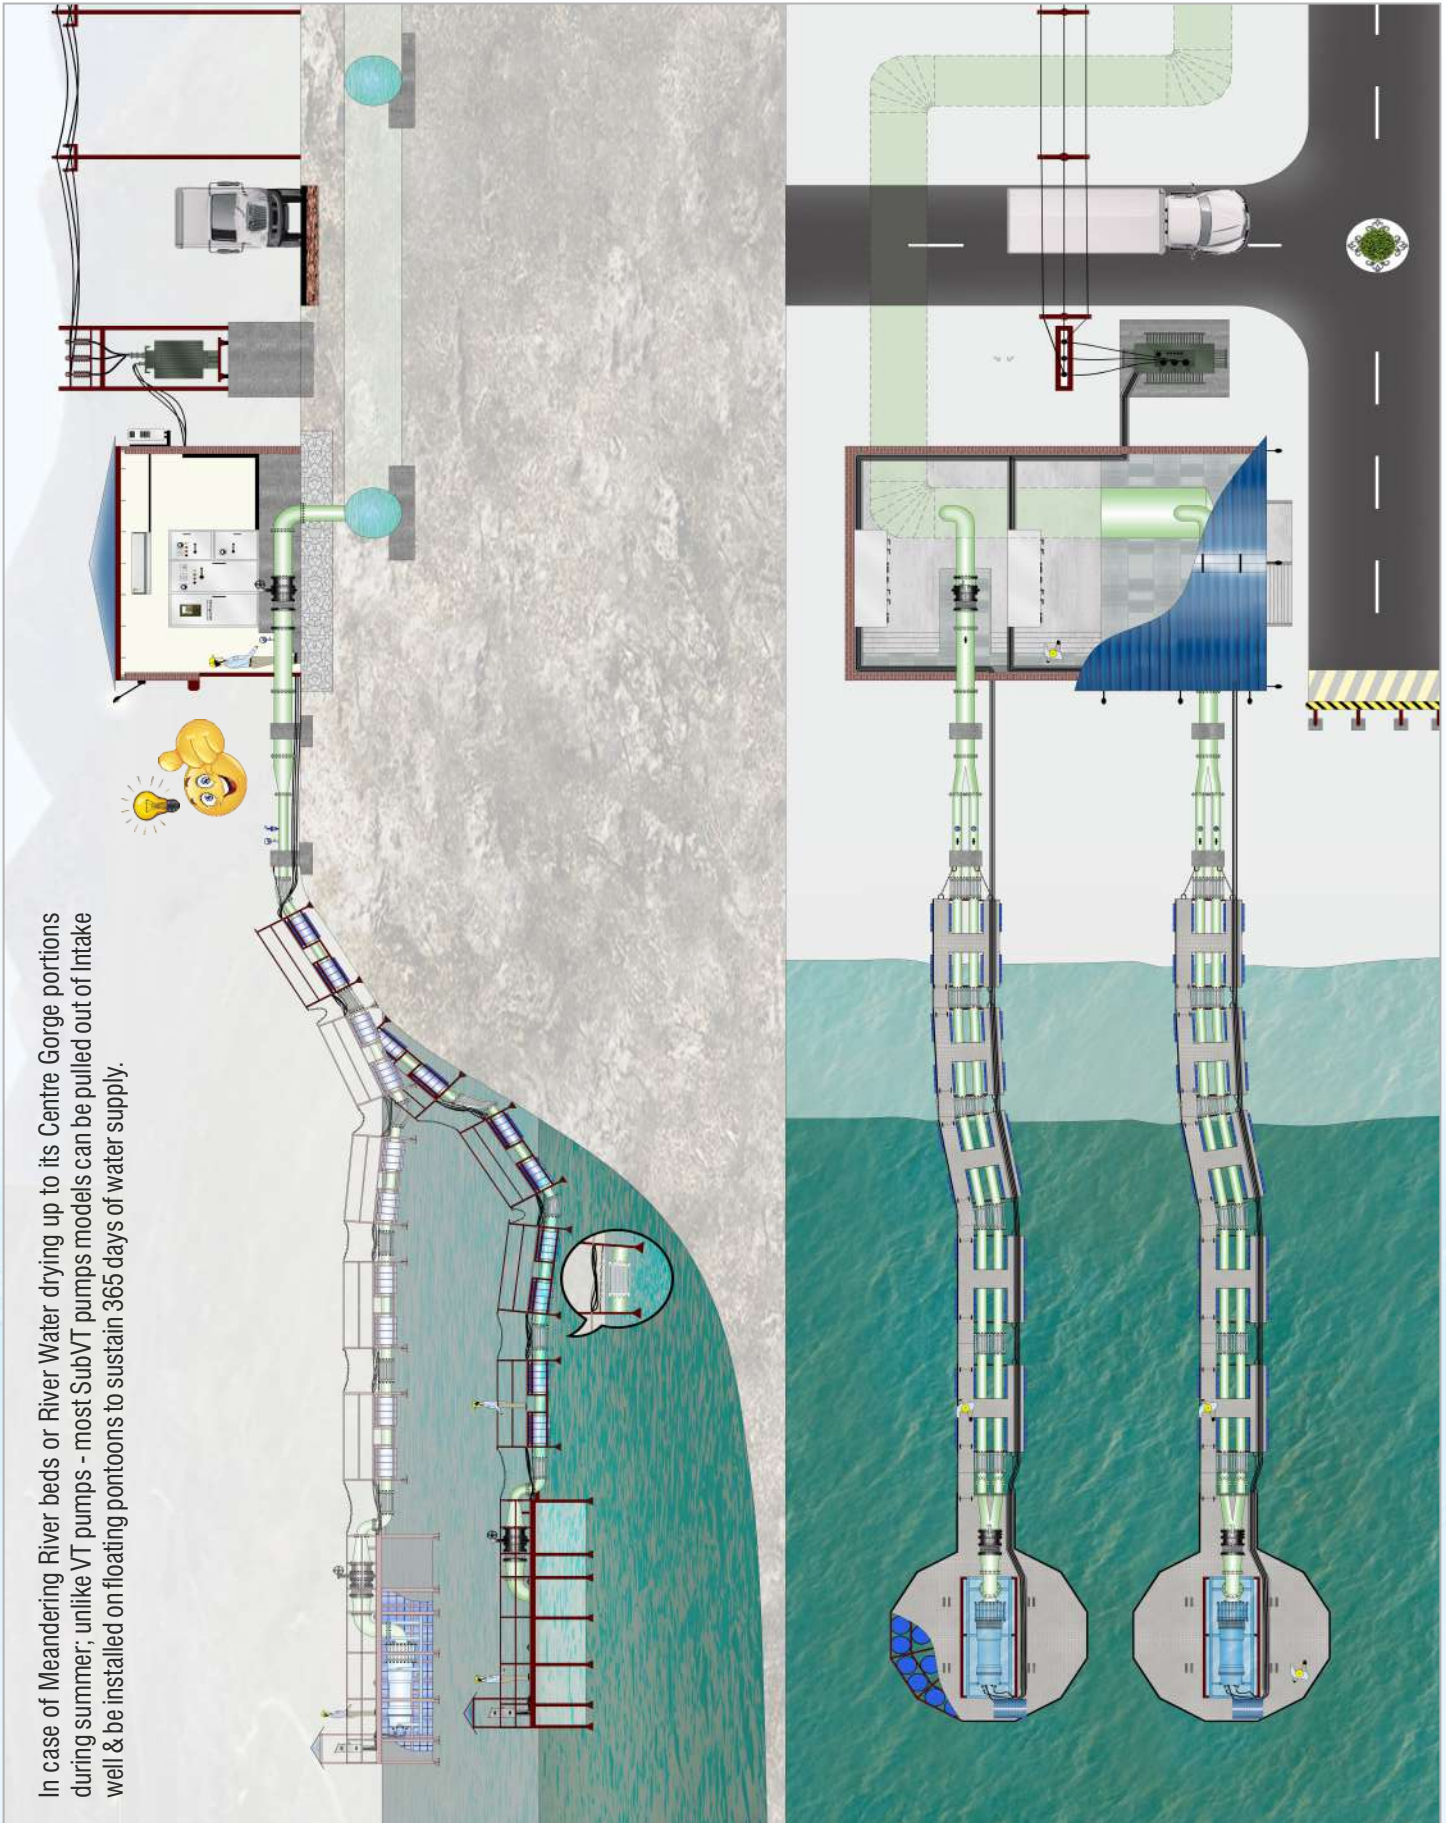 In case of Meandering River beds or River Water drying up to its Centre Gorge portions
during summer; unlike VT pumps - most SubVT pumps models can be pulled out of Intake
well & be installed on floating pontoons to sustain 365 days of water supply.